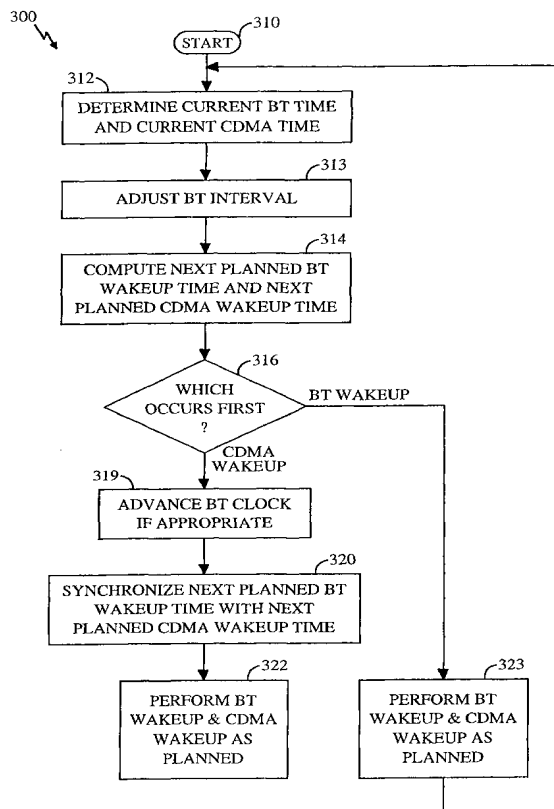 300
310
START
312
DETERMINE CURRENT BT TIME
AND CURRENT CDMA TIME
313
ADJUST BT INTERVAL
314
COMPUTE NEXT PLANNED BT
WAKEUP TIME AND NEXT
PLANNED CDMA WAKEUP TIME
316
WHICH
OCCURS FIRST
?
BT WAKEUP
CDMA
WAKEUP
319
ADVANCE BT CLOCK
IF APPROPRIATE
320
SYNCHRONIZE NEXT PLANNED BT
WAKEUP TIME WITH NEXT
PLANNED CDMA WAKEUP TIME
322
PERFORM BT
WAKEUP & CDMA
WAKEUP AS
PLANNED
323
PERFORM BT
WAKEUP & CDMA
WAKEUP AS
PLANNED